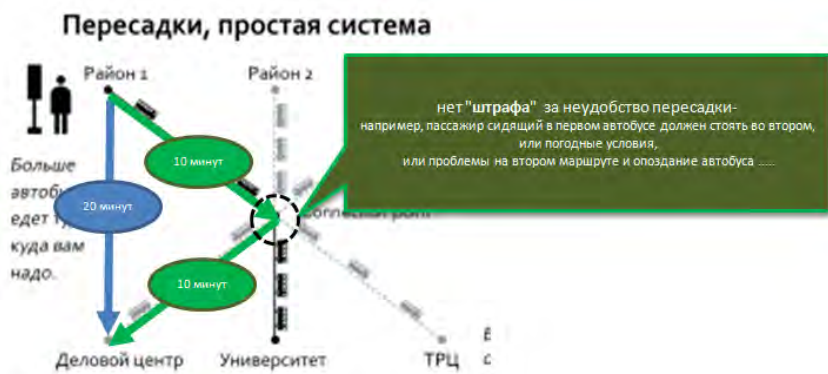 Пересадки, простая система
Район 1
Район 2
нет "штрафа" за неудобство пересадки-
например, пассажир сидящий в первом автобусе должен стоять во втором,
или погодные условия,
или проблемы на втором маршруте и опоздание автобуса .....
10 минут
Больше
20 минут
едет
куда вам
надо.
point
10 минут
Деловой центр
Университет
ТРЦ